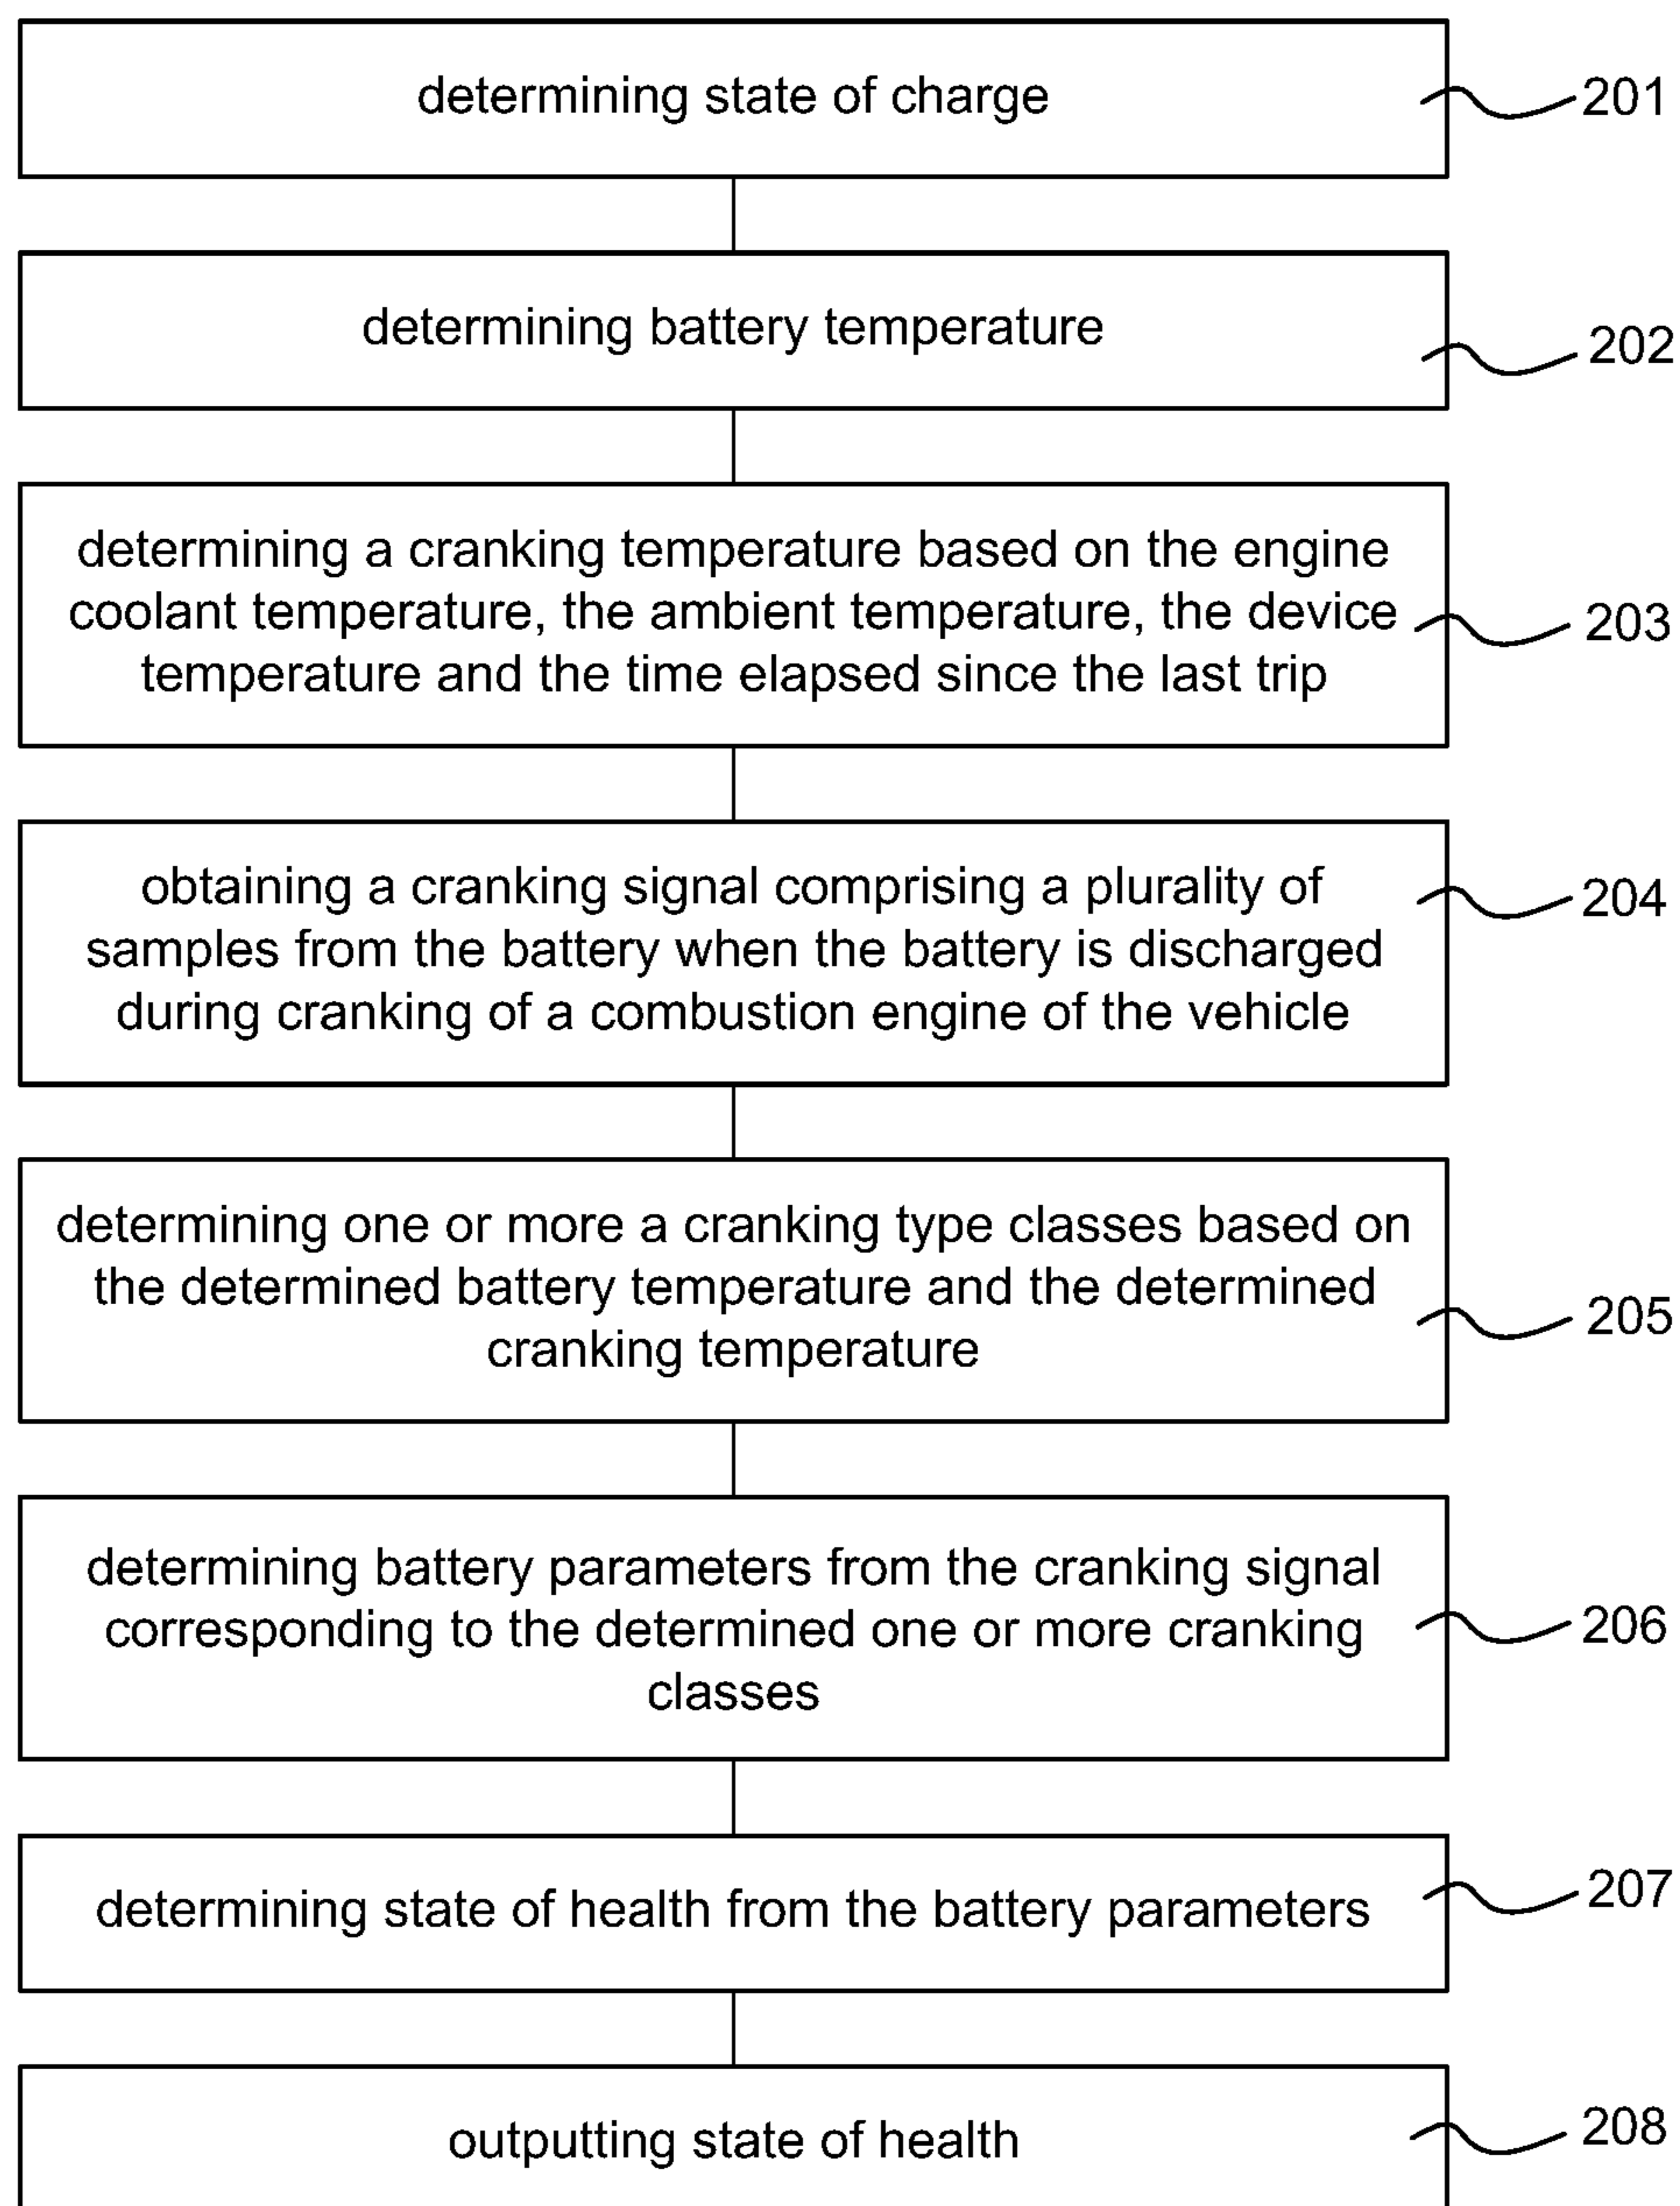 determining state of charge
201
determining battery temperature
202
determining a cranking temperature based on the engine
coolant temperature, the ambient temperature, the device
temperature and the time elapsed since the last trip
203
obtaining a cranking signal comprising a plurality of
samples from the battery when the battery is discharged
during cranking of a combustion engine of the vehicle
204
determining one or more a cranking type classes based on
the determined battery temperature and the determined
cranking temperature
205
determining battery parameters from the cranking signal
corresponding to the determined one or more cranking
classes
206
determining state of health from the battery parameters
207
outputting state of health
208